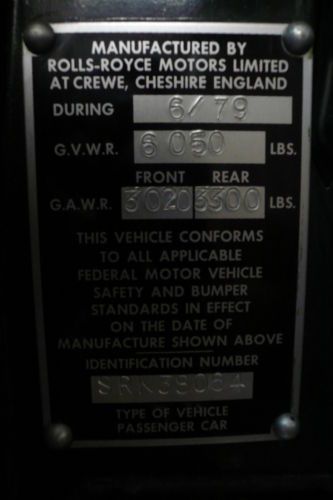 MANUFACTURED BY
ROLLS-ROYCE MOTORS LIMITED
AT CREWE, CHESHIRE ENGLAND
DURING 6/79
G.V.W.R. 6050 LBS.
FRONT REAR
G.A.W.R. 3020 3300 LBS.
THIS VEHICLE CONFORMS
TO ALL APPLICABLE
FEDERAL MOTOR VEHICLE
SAFETY AND BUMPER
STANDARDS IN EFFECT
ON THE DATE OF
MANUFACTURE SHOWN ABOVE
IDENTIFICATION NUMBER
SRK39064
TYPE OF VEHICLE
PASSENGER CAR